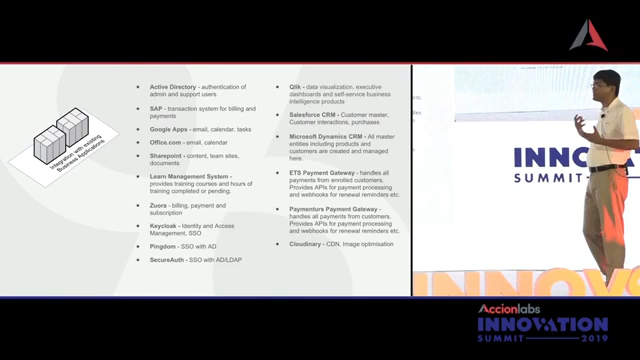 Integration with existing
Business Applications
● Active Directory - authentication of
admin and support users
● SAP - transaction system for billing and
payments
● Google Apps - email, calendar, tasks
● Office.com - email, calendar
● Sharepoint - content, team sites,
documents
● Learn Management System -
provides training courses and hours of
training completed or pending.
● Zuora - billing, payment and
subscription
● Keycloak - Identity and Access
Management, SSO
● Pingdom - SSO with AD
● SecureAuth - SSO with AD/LDAP
● Qlik - data visualization, executive
dashboards and self-service business
intelligence products
● Salesforce CRM - Customer master,
Customer interactions, purchases
● Microsoft Dynamics CRM - All master
entities including products and
customers are created and managed
here
● ETS Payment Gateway - handles all
payments from enrolled customers.
Provides APIs for payment processing
and webhooks for renewal reminders etc.
● Paymenturs Payment Gateway -
handles all payments from customers.
Provides APIs for payment processing
and webhooks for renewal reminders etc.
● Cloudinary - CDN, Image optimisation
INNOVA
SUMMIT - 2019
INNOVA
Accionlabs
INNOVATION
SUMMIT 2019